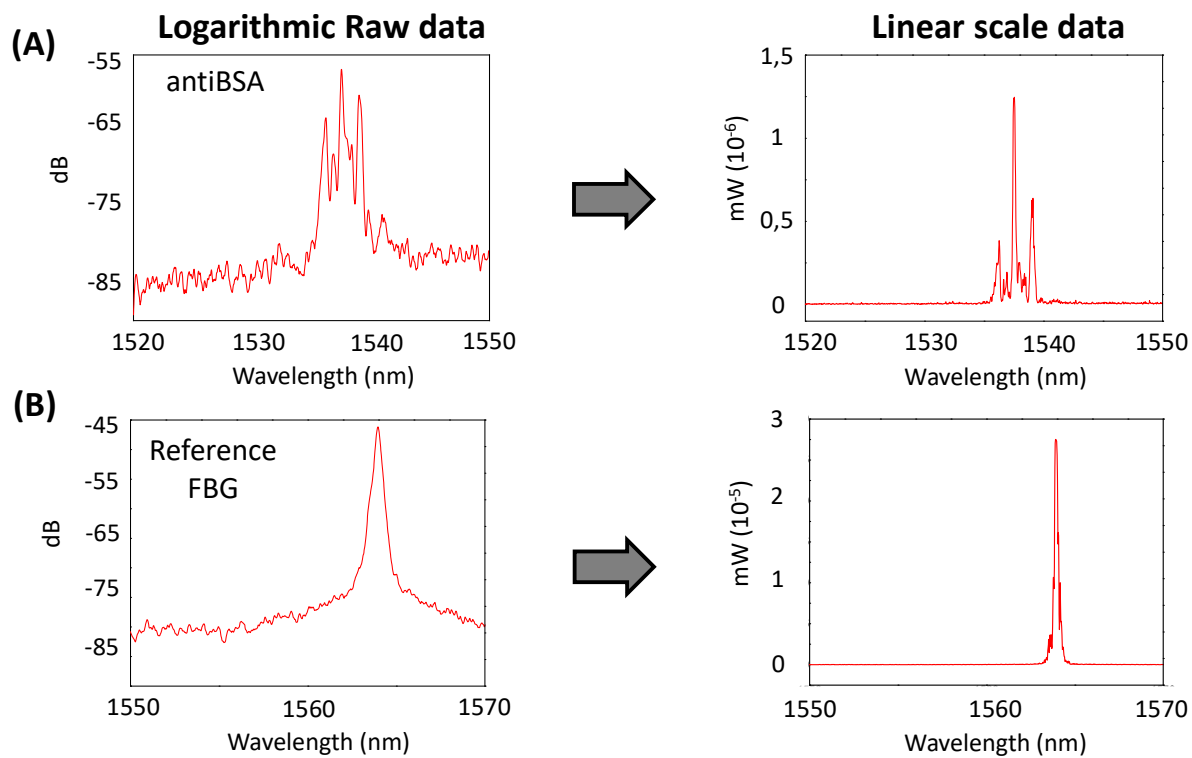 Logarithmic Raw data
Linear scale data
(A)
antiBSA
-55
-65
-75
-85
dB
1520 1530 1540 1550
Wavelength (nm)
1,5
1
0,5
0
mW (10⁻⁶)
1520 1530 1540 1550
Wavelength (nm)
(B)
Reference
FBG
-45
-55
-65
-75
-85
dB
1550 1560 1570
Wavelength (nm)
3
2
1
0
mW (10⁻⁵)
1550 1560 1570
Wavelength (nm)